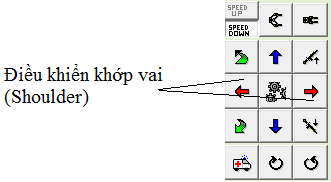 SPEED
UP
SPEED
DOWN
Điều khiển khớp vai
(Shoulder)